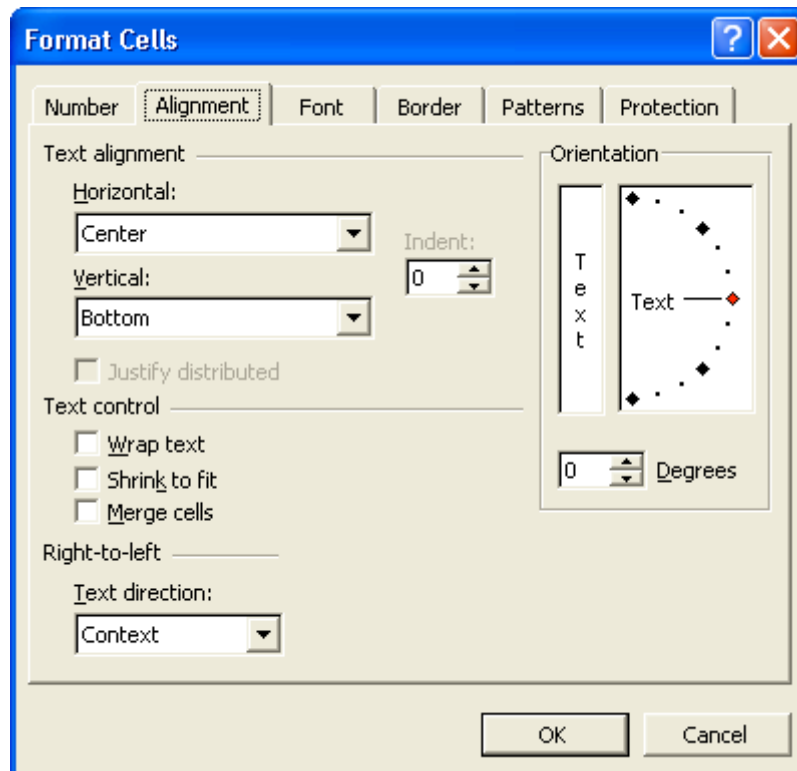 Format Cells
?
Number Alignment Font Border Patterns Protection
Text alignment
Horizontal:
Center
Indent:
0
Vertical:
Bottom
Justify distributed
Text control
Wrap text
Shrink to fit
Merge cells
Right-to-left
Text direction:
Context
Orientation
T
e
x
t
Text
0 Degrees
OK Cancel